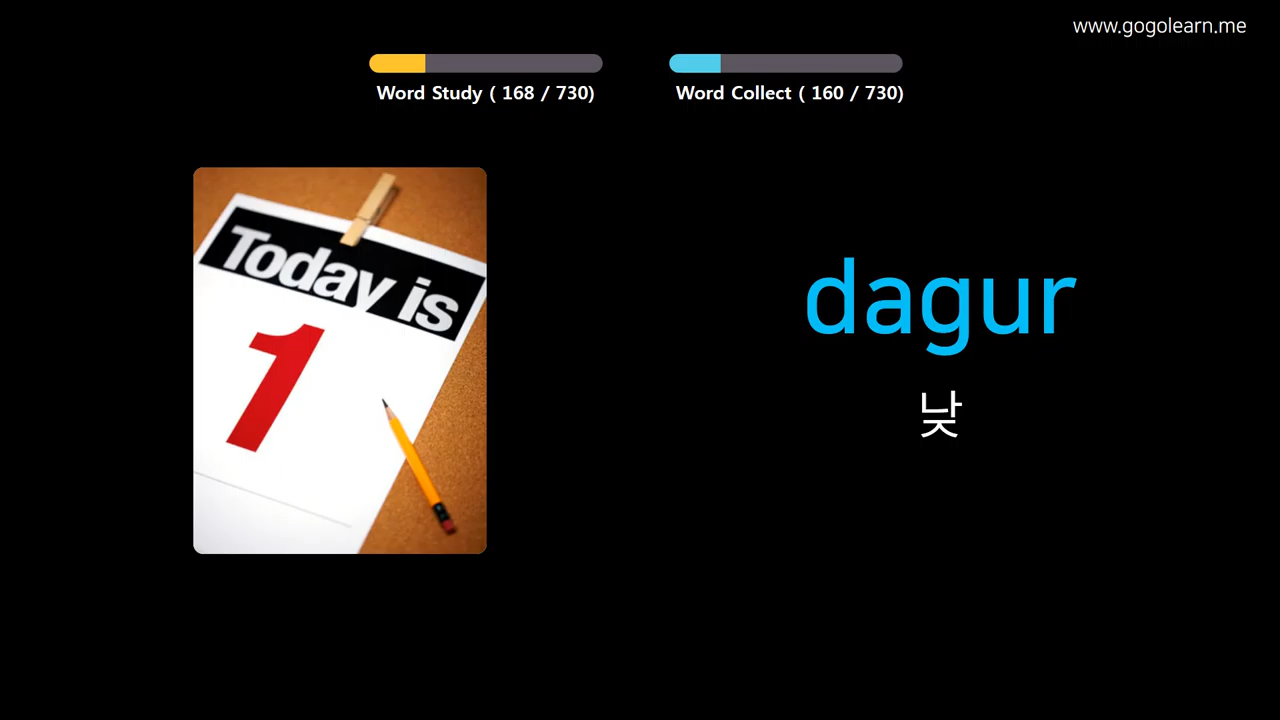 www.gogolearn.me
Word Study ( 168 / 730)
Word Collect ( 160 / 730)
Today is
1
dagur
낮